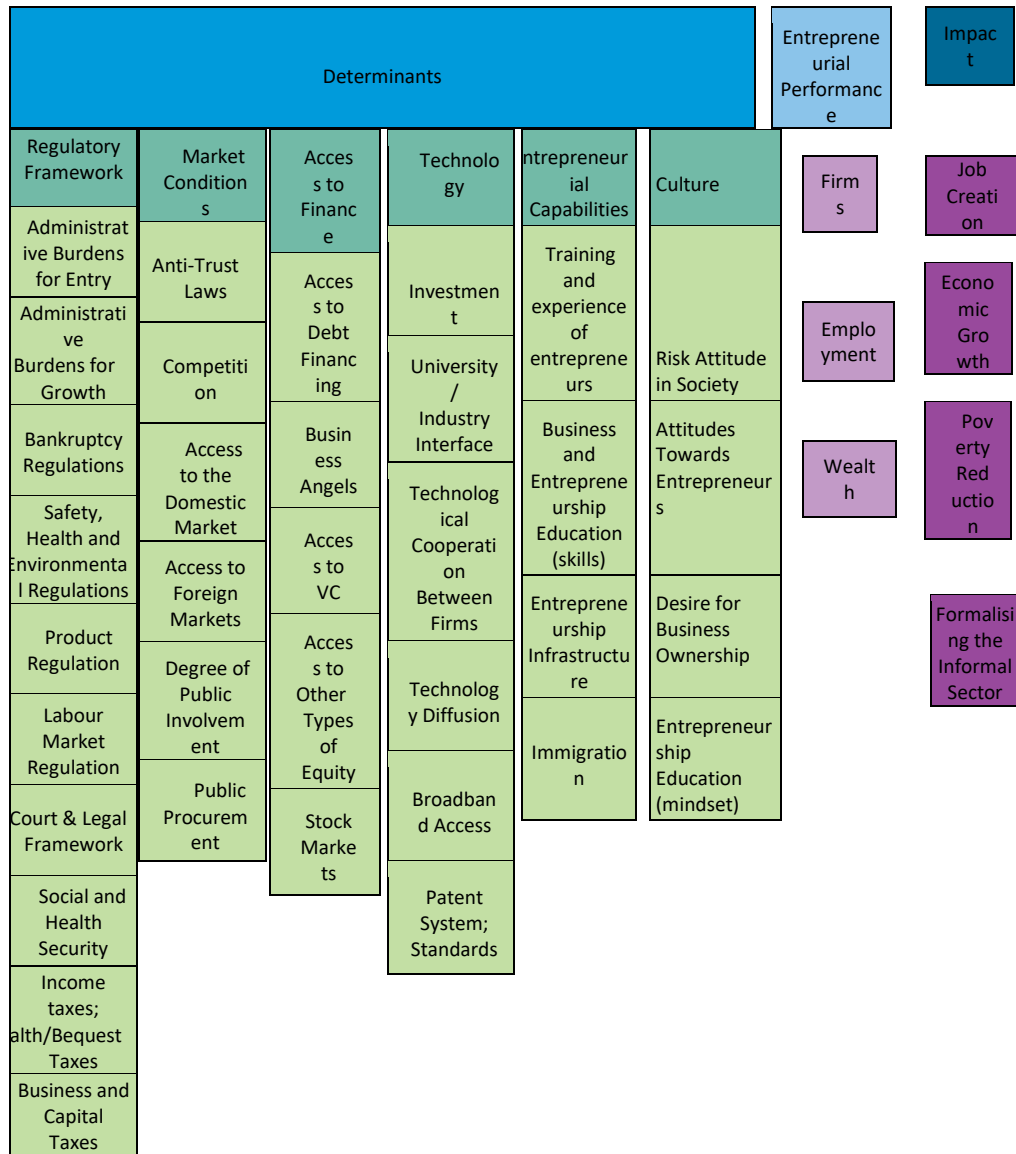 Determinants
Entreprene
urial
Performanc
e
Impac
t
Regulatory
Framework
Administrat
ive Burdens
for Entry
Administrati
ve
Burdens for
Growth
Bankruptcy
Regulations
Safety,
Health and
Environmenta
l Regulations
Product
Regulation
Labour
Market
Regulation
Court & Legal
Framework
Social and
Health
Security
Income
taxes;
alth/Bequest
Taxes
Business and
Capital
Taxes
Market
Condition
s
Anti-Trust
Laws
Competiti
on
Access
to the
Domestic
Market
Access to
Foreign
Markets
Degree of
Public
Involvem
ent
Public
Procurem
ent
Acces
s to
Financ
e
Acces
s to
Debt
Financ
ing
Busin
ess
Angels
Acces
s to
VC
Acces
s to
Other
Types
of
Equity
Stock
Marke
ts
Technolo
gy
Investmen
t
University
/
Industry
Interface
Technolog
ical
Cooperati
on
Between
Firms
Technolog
y Diffusion
Broadban
d Access
Patent
System;
Standards
ntrepreneur
ial
Capabilities
Training
and
experience
of
entreprene
urs
Business
and
Entreprene
urship
Education
(skills)
Entreprene
urship
Infrastructu
re
Immigratio
n
Culture
Risk Attitude
in Society
Attitudes
Towards
Entrepreneur
s
Desire for
Business
Ownership
Entrepreneur
ship
Education
(mindset)
Firm
s
Emplo
yment
Wealt
h
Job
Creati
on
Econo
mic
Gro
wth
Pov
erty
Red
uctio
n
Formalisi
ng the
Informal
Sector